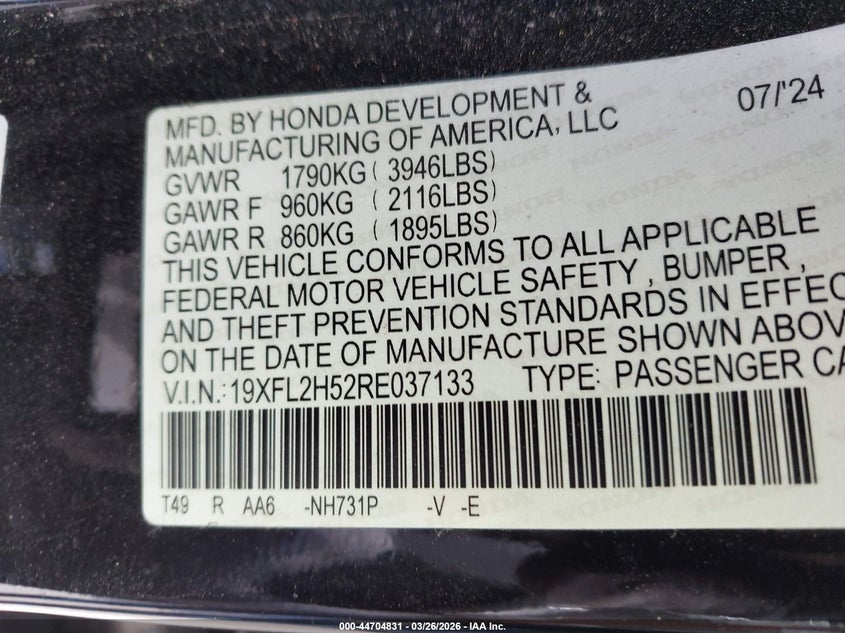 MFD. BY HONDA DEVELOPMENT &
MANUFACTURING OF AMERICA, LLC
07/'24
GVWR 1790KG ( 3946LBS)
GAWR F 960KG ( 2116LBS)
GAWR R 860KG ( 1895LBS)
THIS VEHICLE CONFORMS TO ALL APPLICABLE
FEDERAL MOTOR VEHICLE SAFETY , BUMPER ,
AND THEFT PREVENTION STANDARDS IN EFFEC
ON THE DATE OF MANUFACTURE SHOWN ABOV
V.I.N.:19XFL2H52RE037133 TYPE: PASSENGER CA
T49 R AA6 -NH731P -V -E
000-44704831 | 03/26/2026 - IAA Inc.